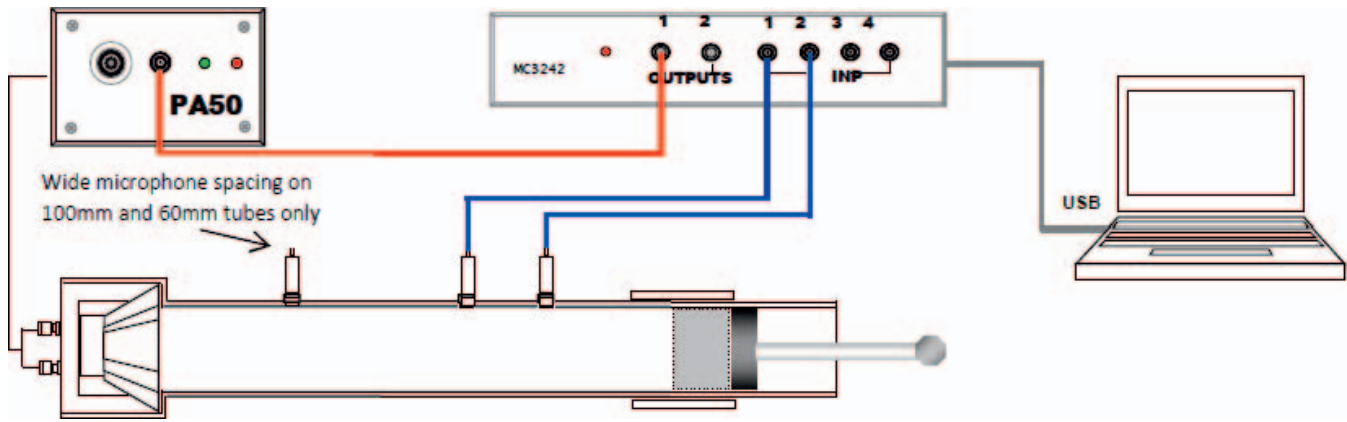 1 2 1 2 3 4
MC3242
OUTPUTS INP
PA50
Wide microphone spacing on
100mm and 60mm tubes only
USB